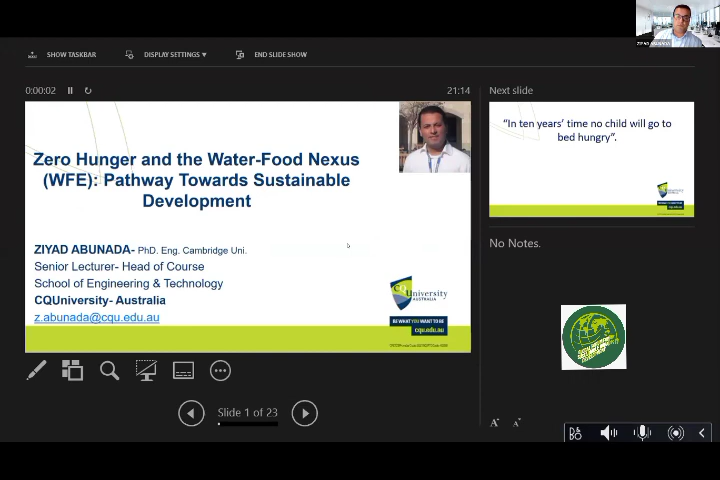 ZIYAD ABUNADA
SHOW TASKBAR
DISPLAY SETTINGS ▼
END SLIDE SHOW
0:00:02
21:14
Next slide
Zero Hunger and the Water-Food Nexus
(WFE): Pathway Towards Sustainable
Development
ZIYAD ABUNADA- PhD. Eng. Cambridge Uni.
Senior Lecturer- Head of Course
School of Engineering & Technology
CQUniversity- Australia
z.abunada@cqu.edu.au
CQUniversity
AUSTRALIA
BE WHAT YOU WANT TO BE
cqu.edu.au
“In ten years’ time no child will go to
bed hungry”.
No Notes.
Slide 1 of 23
A
A
B&O